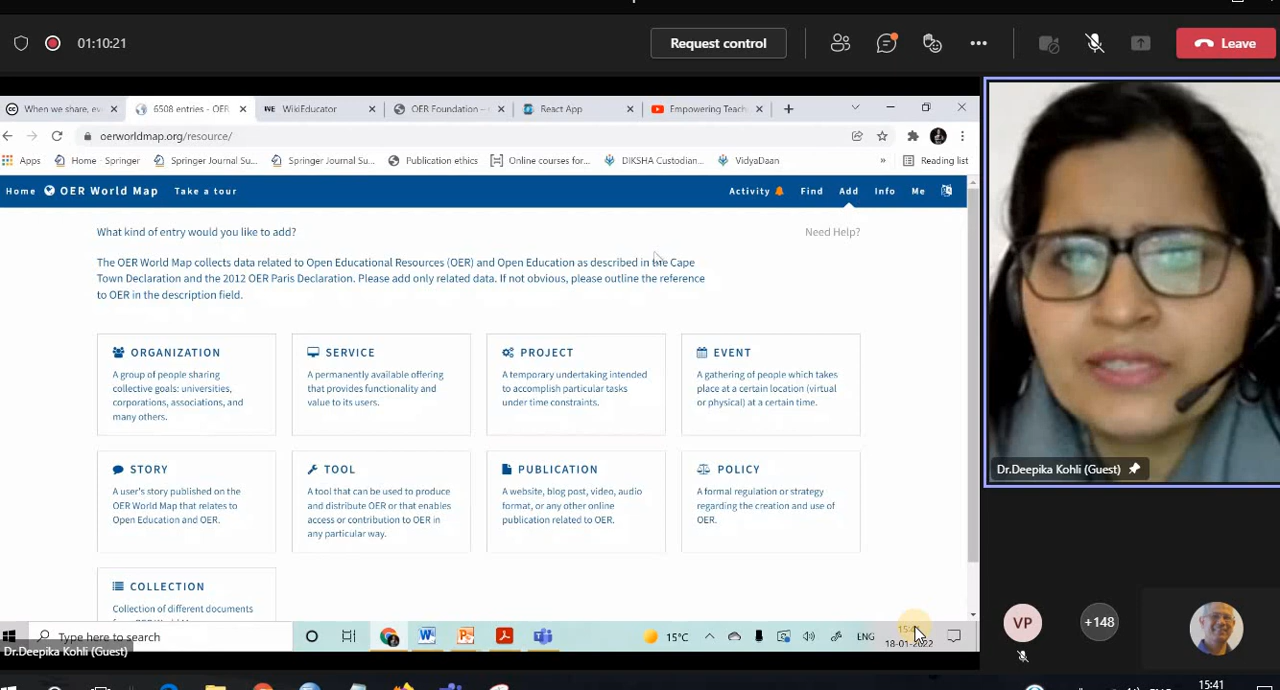 01:10:21
Request control
Leave
When we share, ev
6508 entries - OER
WikiEducator
OER Foundation –
React App
Empowering Teach
oerworldmap.org/resource/
Apps
Home - Springer
Springer Journal Su...
Springer Journal Su...
Publication ethics
Online courses for...
DIKSHA Custodian...
VidyaDaan
»
Reading list
Home
OER World Map
Take a tour
Activity
Find
Add
Info
Me
What kind of entry would you like to add?
Need Help?
The OER World Map collects data related to Open Educational Resources (OER) and Open Education as described in the Cape
Town Declaration and the 2012 OER Paris Declaration. Please add only related data. If not obvious, please outline the reference
to OER in the description field.
ORGANIZATION
A group of people sharing
collective goals: universities,
corporations, associations, and
many others.
SERVICE
A permanently available offering
that provides functionality and
value to its users.
PROJECT
A temporary undertaking intended
to accomplish particular tasks
under time constraints.
EVENT
A gathering of people which takes
place at a certain location (virtual
or physical) at a certain time.
STORY
A user's story published on the
OER World Map that relates to
Open Education and OER.
TOOL
A tool that can be used to produce
and distribute OER or that enables
access or contribution to OER in
any particular way.
PUBLICATION
A website, blog post, video, audio
format, or any other online
publication related to OER.
POLICY
A formal regulation or strategy
regarding the creation and use of
OER.
COLLECTION
Collection of different documents
Type here to search
15°C
ENG
18-01-2022
Dr.Deepika Kohli (Guest)
Dr.Deepika Kohli (Guest)
VP
+148
15:41